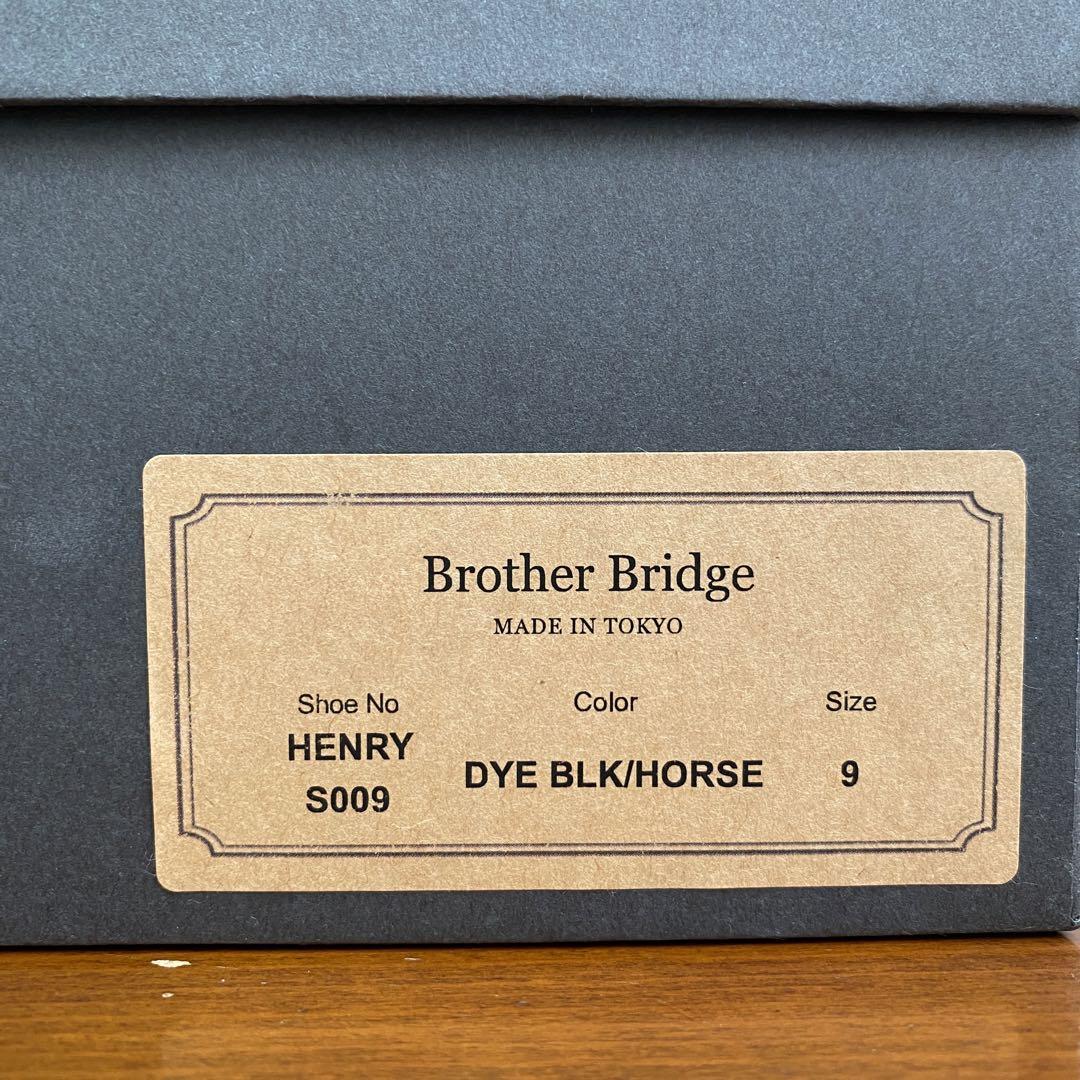 Brother Bridge
MADE IN TOKYO
Shoe No Color Size
HENRY
S009
DYE BLK/HORSE 9